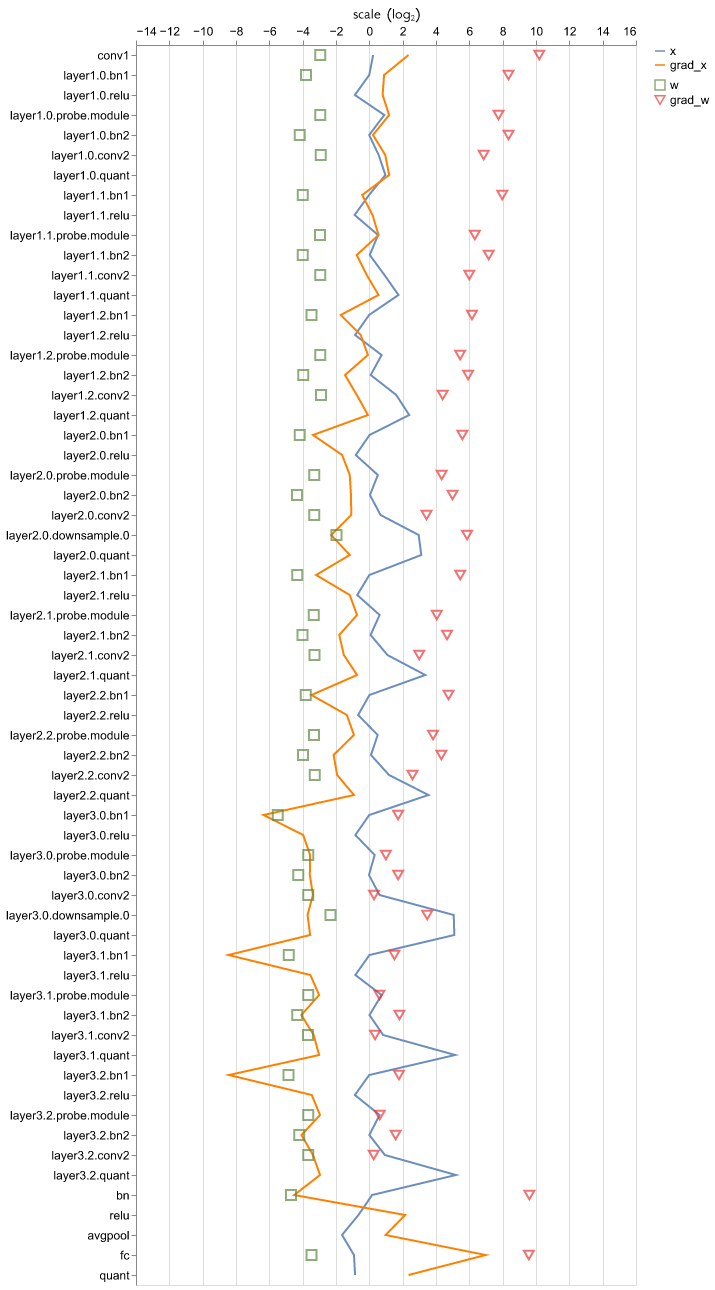 scale (log₂)
−14 −12 −10 −8 −6 −4 −2 0 2 4 6 8 10 12 14 16
x
grad_x
w
grad_w
conv1
layer1.0.bn1
layer1.0.relu
layer1.0.probe.module
layer1.0.bn2
layer1.0.conv2
layer1.0.quant
layer1.1.bn1
layer1.1.relu
layer1.1.probe.module
layer1.1.bn2
layer1.1.conv2
layer1.1.quant
layer1.2.bn1
layer1.2.relu
layer1.2.probe.module
layer1.2.bn2
layer1.2.conv2
layer1.2.quant
layer2.0.bn1
layer2.0.relu
layer2.0.probe.module
layer2.0.bn2
layer2.0.conv2
layer2.0.downsample.0
layer2.0.quant
layer2.1.bn1
layer2.1.relu
layer2.1.probe.module
layer2.1.bn2
layer2.1.conv2
layer2.1.quant
layer2.2.bn1
layer2.2.relu
layer2.2.probe.module
layer2.2.bn2
layer2.2.conv2
layer2.2.quant
layer3.0.bn1
layer3.0.relu
layer3.0.probe.module
layer3.0.bn2
layer3.0.conv2
layer3.0.downsample.0
layer3.0.quant
layer3.1.bn1
layer3.1.relu
layer3.1.probe.module
layer3.1.bn2
layer3.1.conv2
layer3.1.quant
layer3.2.bn1
layer3.2.relu
layer3.2.probe.module
layer3.2.bn2
layer3.2.conv2
layer3.2.quant
bn
relu
avgpool
fc
quant